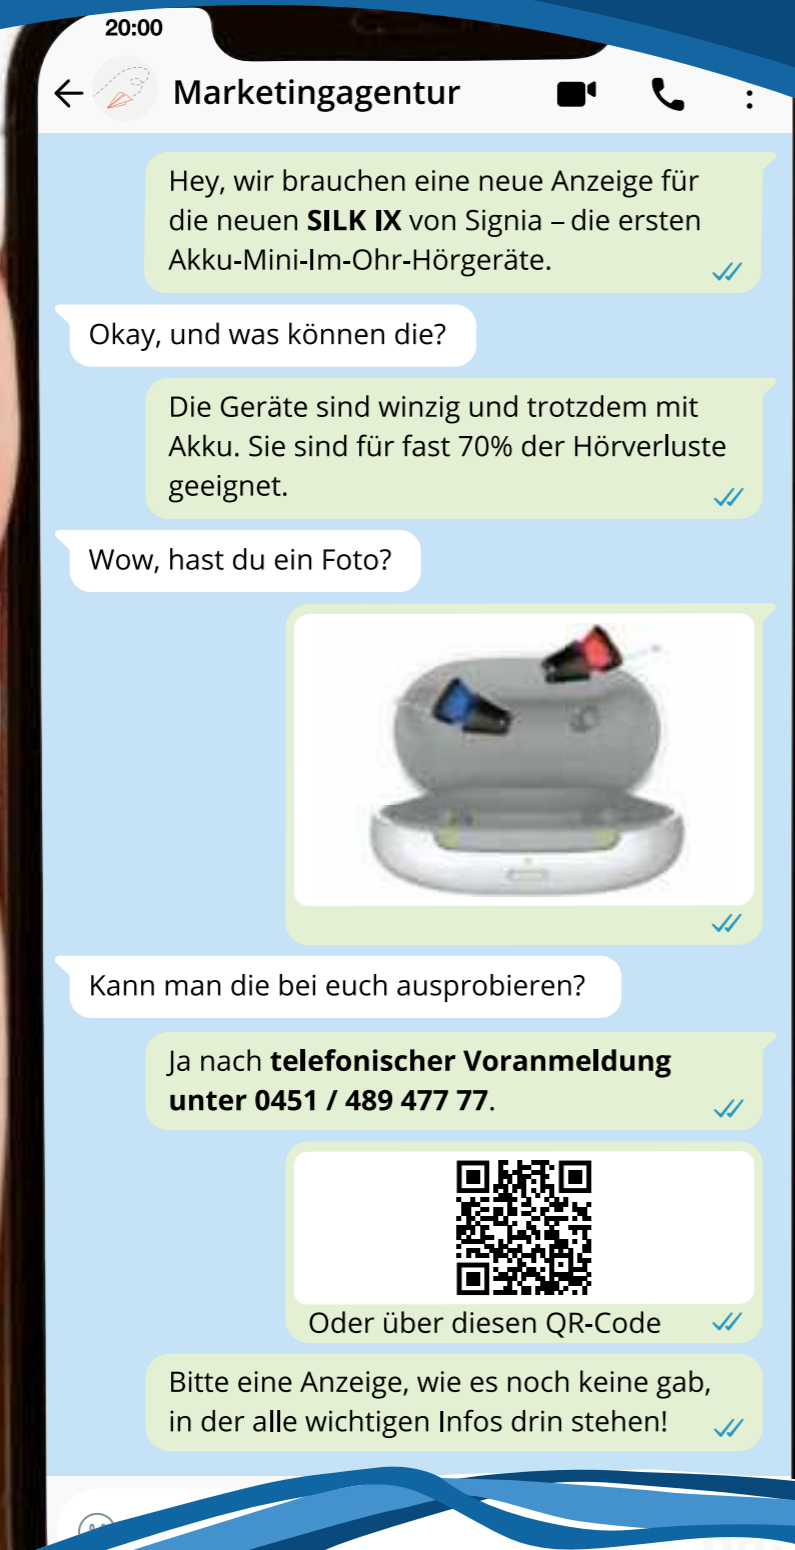 20:00
Marketingagentur
Hey, wir brauchen eine neue Anzeige für
die neuen SILK IX von Signia – die ersten
Akku-Mini-Im-Ohr-Hörgeräte.
Okay, und was können die?
Die Geräte sind winzig und trotzdem mit
Akku. Sie sind für fast 70% der Hörverluste
geeignet.
Wow, hast du ein Foto?
Kann man die bei euch ausprobieren?
Ja nach telefonischer Voranmeldung
unter 0451 / 489 477 77.
Oder über diesen QR-Code
Bitte eine Anzeige, wie es noch keine gab,
in der alle wichtigen Infos drin stehen!